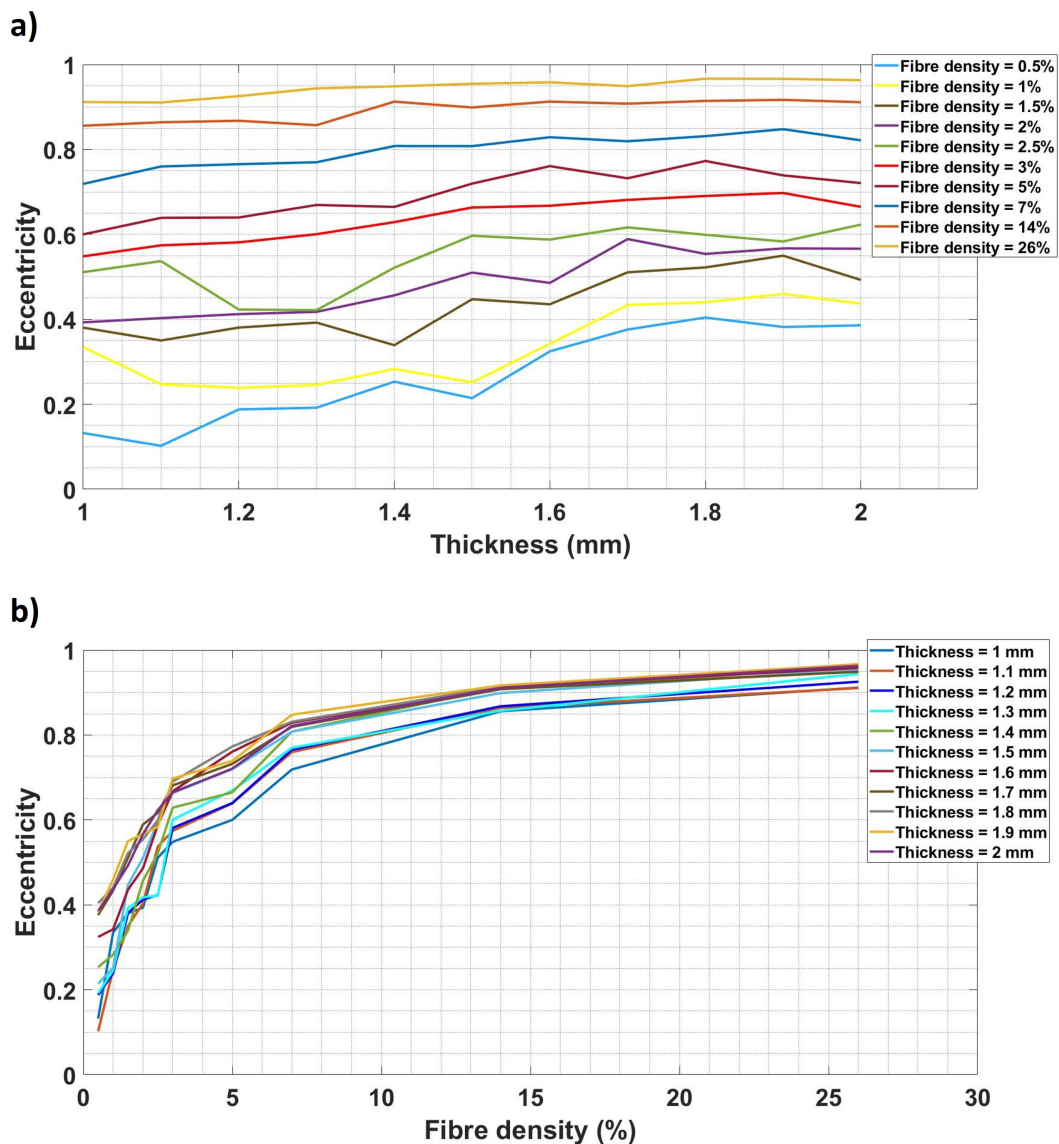 a)
1
0.8
0.6
0.4
0.2
0
Eccentricity
1
1.2
1.4
1.6
1.8
2
Thickness (mm)
Fibre density = 0.5%
Fibre density = 1%
Fibre density = 1.5%
Fibre density = 2%
Fibre density = 2.5%
Fibre density = 3%
Fibre density = 5%
Fibre density = 7%
Fibre density = 14%
Fibre density = 26%
b)
1
0.8
0.6
0.4
0.2
0
Eccentricity
0
5
10
15
20
25
30
Fibre density (%)
Thickness = 1 mm
Thickness = 1.1 mm
Thickness = 1.2 mm
Thickness = 1.3 mm
Thickness = 1.4 mm
Thickness = 1.5 mm
Thickness = 1.6 mm
Thickness = 1.7 mm
Thickness = 1.8 mm
Thickness = 1.9 mm
Thickness = 2 mm